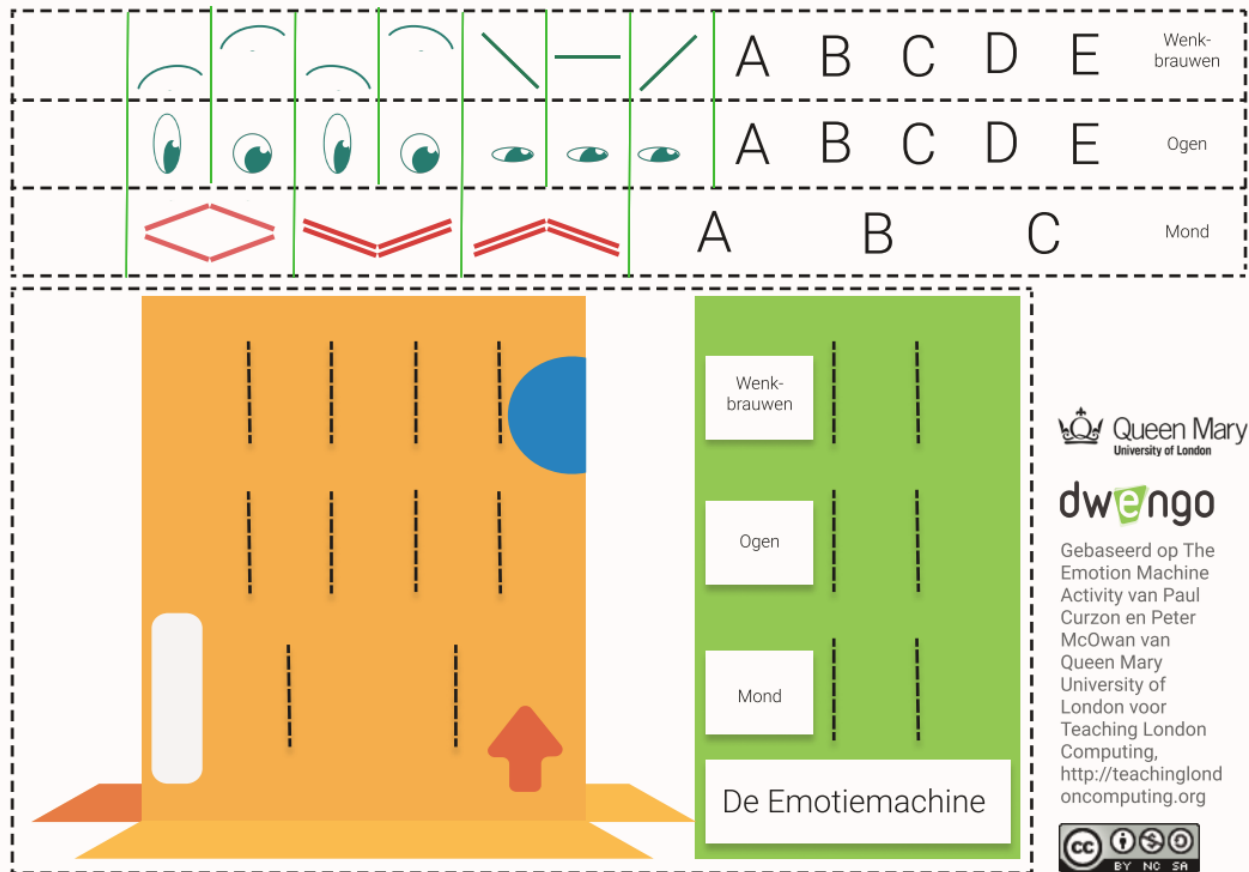 A B C D E Wenk-
brauwen
A B C D E Ogen
A B C Mond
Wenk-
brauwen
Ogen
Mond
De Emotiemachine
Queen Mary
University of London
dwengo
Gebaseerd op The
Emotion Machine
Activity van Paul
Curzon en Peter
McOwan van
Queen Mary
University of
London voor
Teaching London
Computing,
http://teachinglond
oncomputing.org
cc
BY NC SA